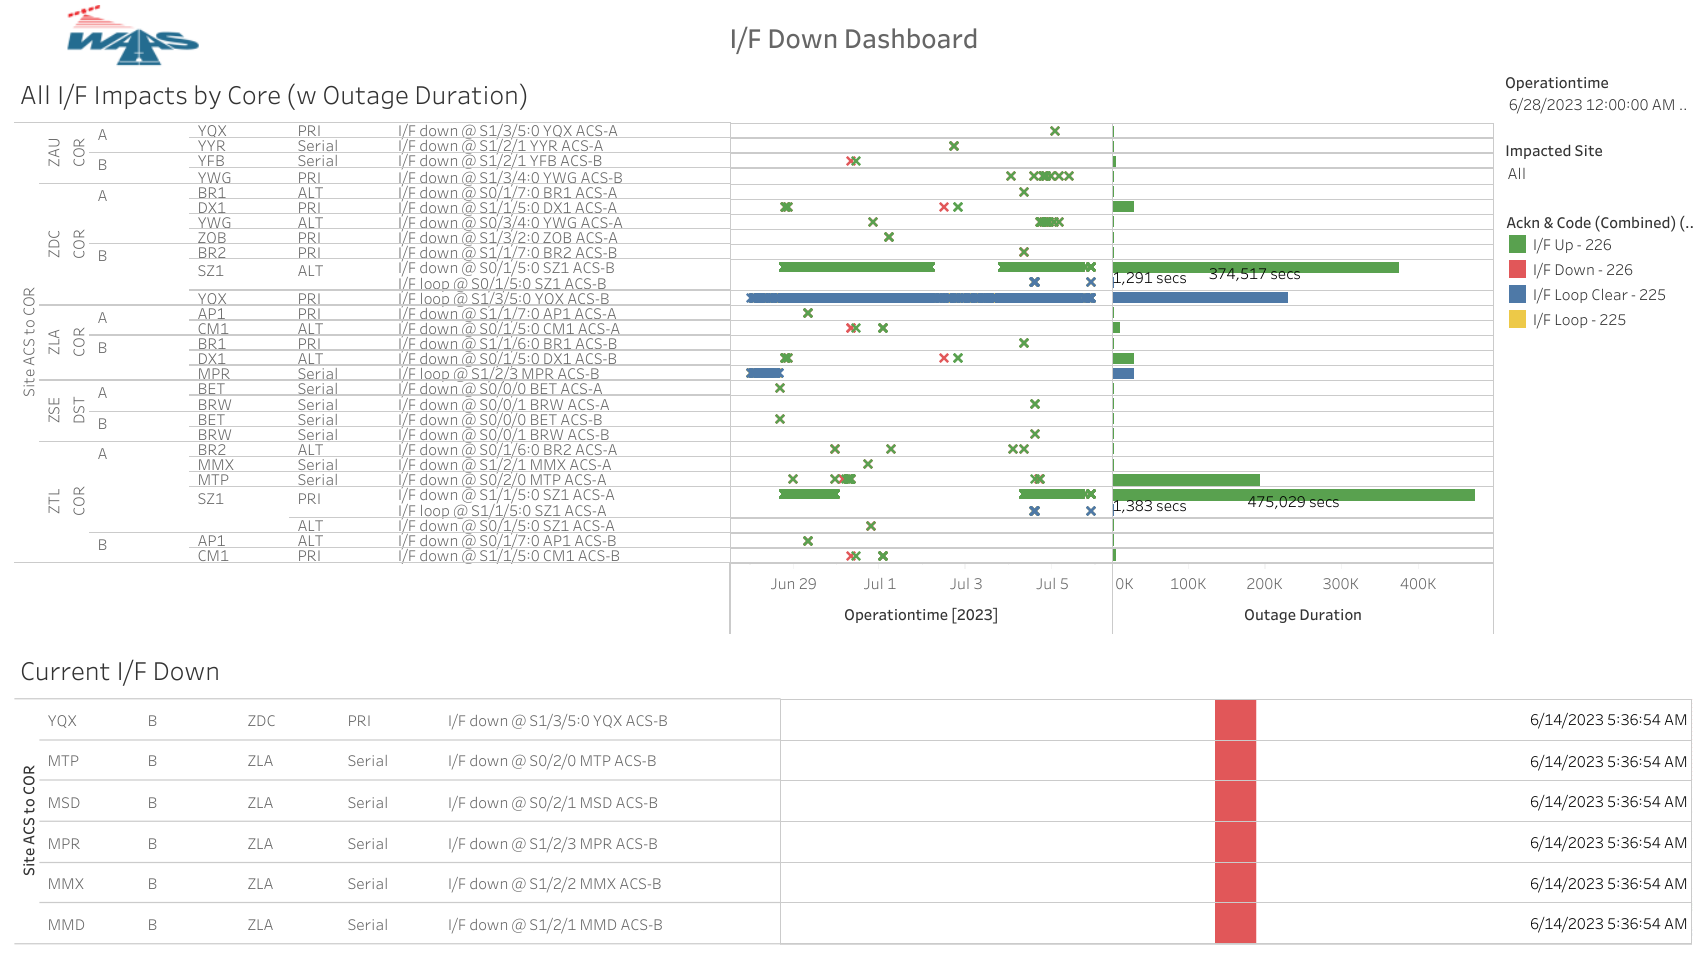 WAAS
I/F Down Dashboard
All I/F Impacts by Core (w Outage Duration)
Operationtime
6/28/2023 12:00:00 AM ..
Impacted Site
All
Ackn & Code (Combined) (..
I/F Up - 226
I/F Down - 226
I/F Loop Clear - 225
I/F Loop - 225
Site ACS to COR
ZAU COR A YQX PRI I/F down @ S1/3/5:0 YQX ACS-A
YYR Serial I/F down @ S1/2/1 YYR ACS-A
B YFB Serial I/F down @ S1/2/1 YFB ACS-B
YWG PRI I/F down @ S1/3/4:0 YWG ACS-B
ZDC COR A BR1 ALT I/F down @ S0/1/7:0 BR1 ACS-A
DX1 PRI I/F down @ S1/1/5:0 DX1 ACS-A
YWG ALT I/F down @ S0/3/4:0 YWG ACS-A
ZOB PRI I/F down @ S1/3/2:0 ZOB ACS-A
B BR2 PRI I/F down @ S1/1/7:0 BR2 ACS-B
SZ1 ALT I/F down @ S0/1/5:0 SZ1 ACS-B 374,517 secs
I/F loop @ S0/1/5:0 SZ1 ACS-B 1,291 secs
YQX PRI I/F loop @ S1/3/5:0 YQX ACS-B
ZLA COR A AP1 PRI I/F down @ S1/1/7:0 AP1 ACS-A
CM1 ALT I/F down @ S0/1/5:0 CM1 ACS-A
B BR1 PRI I/F down @ S1/1/6:0 BR1 ACS-B
DX1 ALT I/F down @ S0/1/5:0 DX1 ACS-B
MPR Serial I/F loop @ S1/2/3 MPR ACS-B
ZSE DST A BET Serial I/F down @ S0/0/0 BET ACS-A
BRW Serial I/F down @ S0/0/1 BRW ACS-A
B BET Serial I/F down @ S0/0/0 BET ACS-B
BRW Serial I/F down @ S0/0/1 BRW ACS-B
ZTL COR A BR2 ALT I/F down @ S0/1/6:0 BR2 ACS-A
MMX Serial I/F down @ S1/2/1 MMX ACS-A
MTP Serial I/F down @ S0/2/0 MTP ACS-A
SZ1 PRI I/F down @ S1/1/5:0 SZ1 ACS-A 475,029 secs
I/F loop @ S1/1/5:0 SZ1 ACS-A 1,383 secs
ALT I/F down @ S0/1/5:0 SZ1 ACS-A
B AP1 ALT I/F down @ S0/1/7:0 AP1 ACS-B
CM1 PRI I/F down @ S1/1/5:0 CM1 ACS-B
Jun 29 Jul 1 Jul 3 Jul 5 0K 100K 200K 300K 400K
Operationtime [2023] Outage Duration
Current I/F Down
Site ACS to COR
YQX B ZDC PRI I/F down @ S1/3/5:0 YQX ACS-B 6/14/2023 5:36:54 AM
MTP B ZLA Serial I/F down @ S0/2/0 MTP ACS-B 6/14/2023 5:36:54 AM
MSD B ZLA Serial I/F down @ S0/2/1 MSD ACS-B 6/14/2023 5:36:54 AM
MPR B ZLA Serial I/F down @ S1/2/3 MPR ACS-B 6/14/2023 5:36:54 AM
MMX B ZLA Serial I/F down @ S1/2/2 MMX ACS-B 6/14/2023 5:36:54 AM
MMD B ZLA Serial I/F down @ S1/2/1 MMD ACS-B 6/14/2023 5:36:54 AM